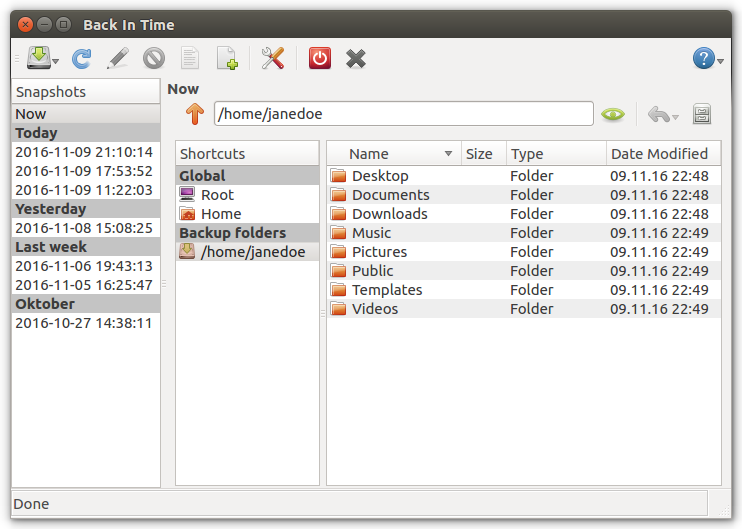 Back In Time
Snapshots
Now
Today
2016-11-09 21:10:14
2016-11-09 17:53:52
2016-11-09 11:22:03
Yesterday
2016-11-08 15:08:25
Last week
2016-11-06 19:43:13
2016-11-05 16:25:47
Oktober
2016-10-27 14:38:11
Now
/home/janedoe
Shortcuts
Global
Root
Home
Backup folders
/home/janedoe
Name Size Type Date Modified
Desktop Folder 09.11.16 22:48
Documents Folder 09.11.16 22:48
Downloads Folder 09.11.16 22:48
Music Folder 09.11.16 22:49
Pictures Folder 09.11.16 22:49
Public Folder 09.11.16 22:49
Templates Folder 09.11.16 22:49
Videos Folder 09.11.16 22:49
Done